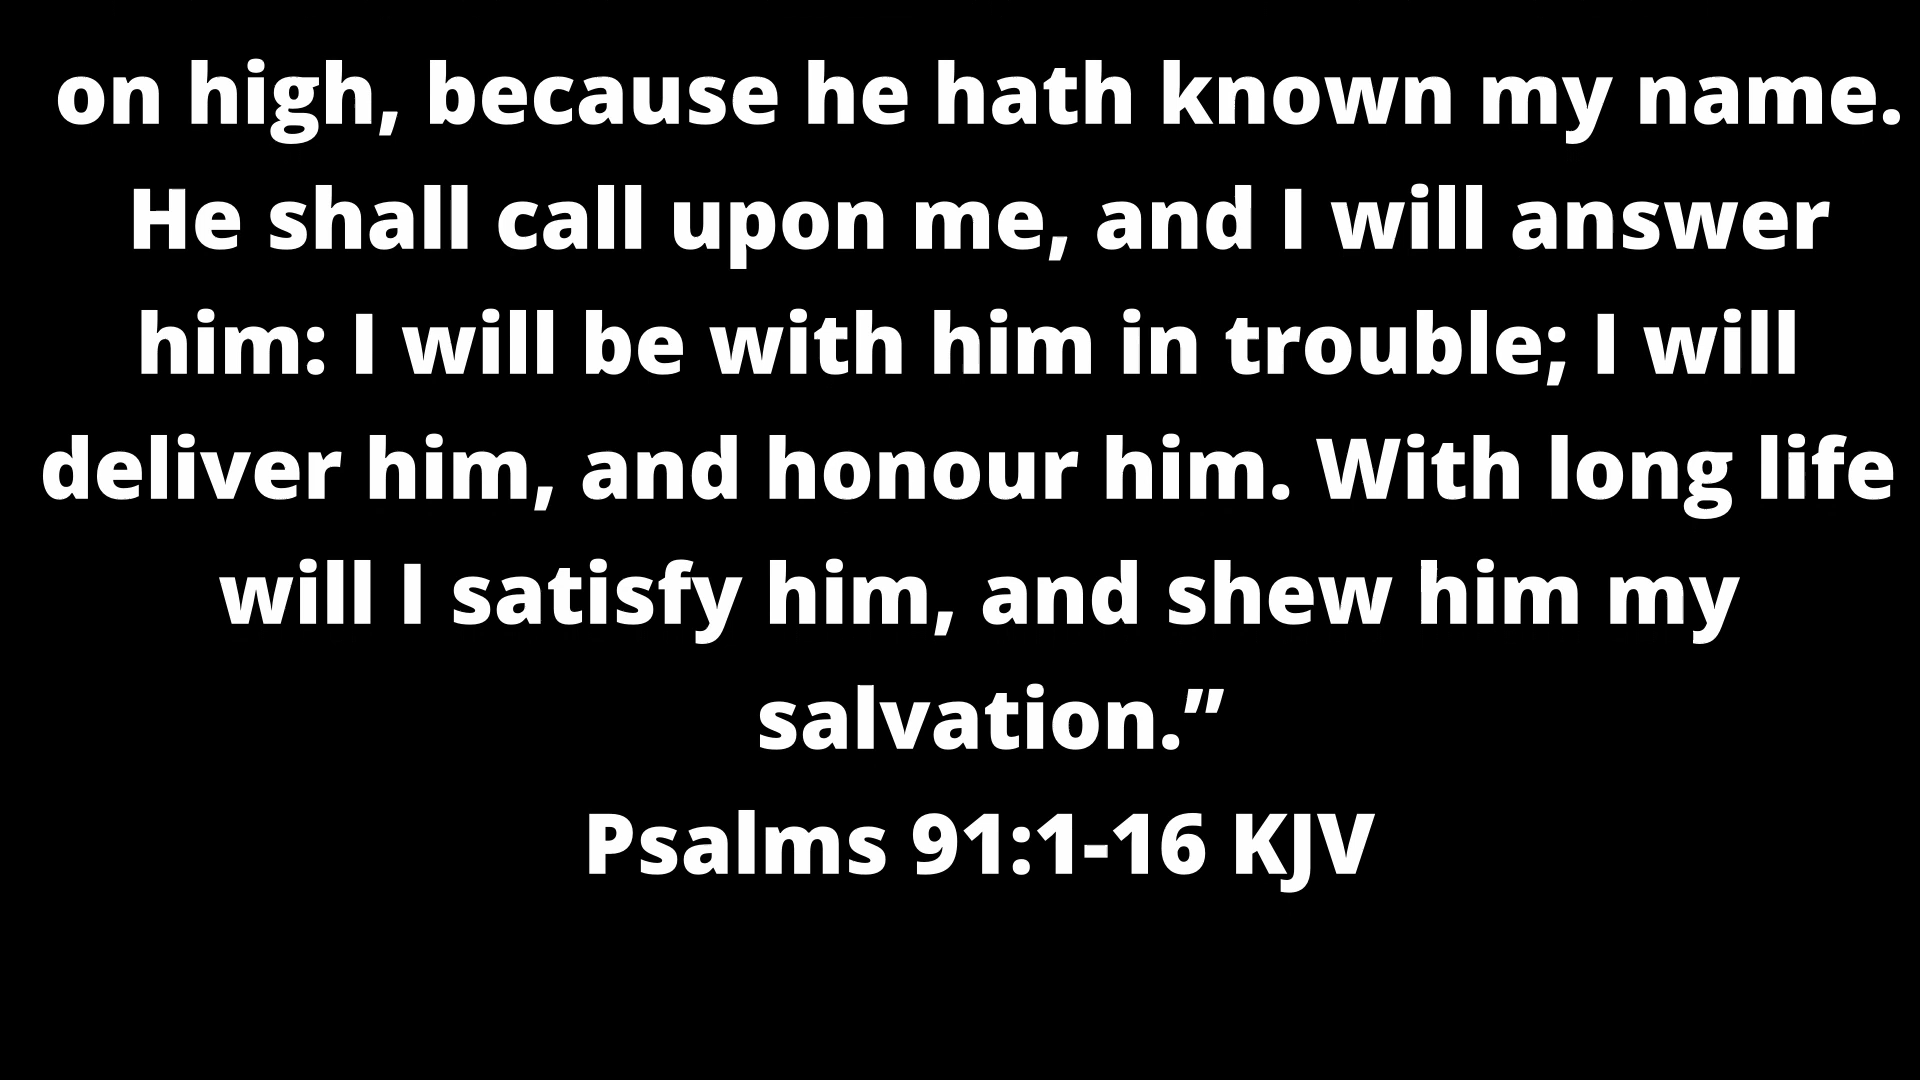 on high, because he hath known my name.
He shall call upon me, and I will answer
him: I will be with him in trouble; I will
deliver him, and honour him. With long life
will I satisfy him, and shew him my
salvation.”
Psalms 91:1-16 KJV